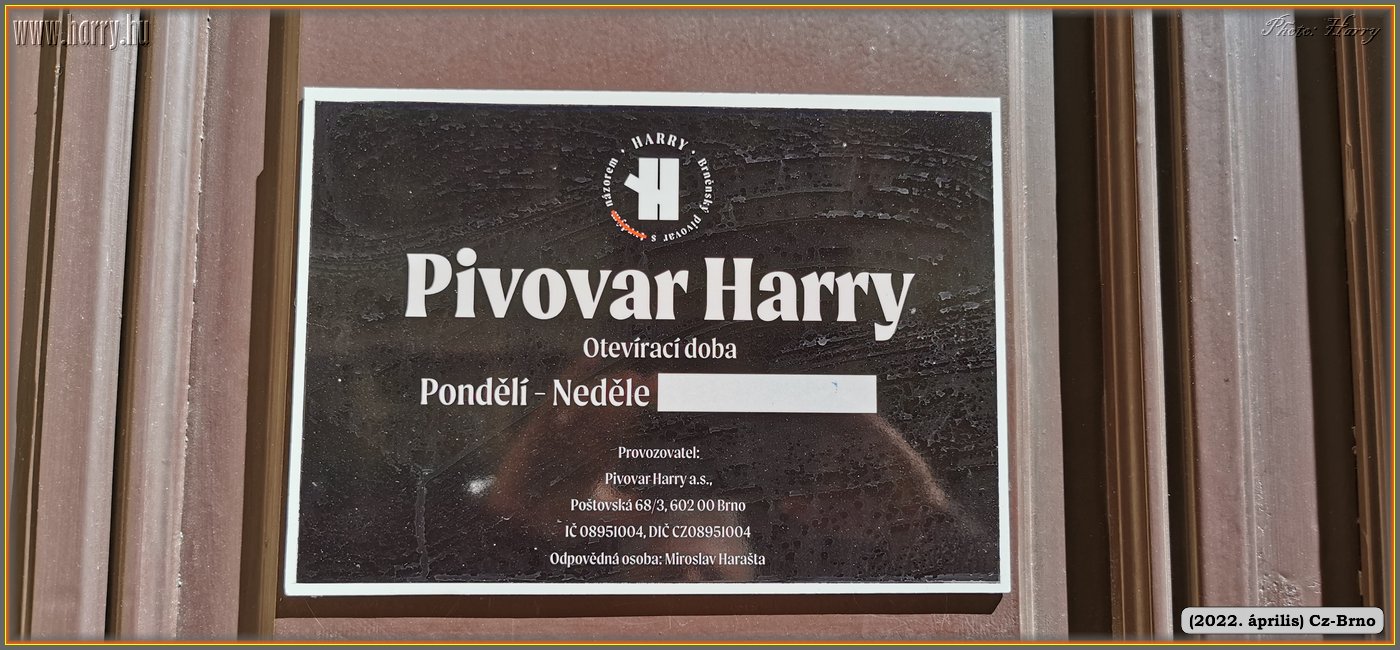 www.harry.hu
Photo: Harry
HARRY • Brněnský pivovar s názorem •
H
Pivovar Harry
Otevírací doba
Pondělí - Neděle
Provozovatel:
Pivovar Harry a.s.,
Poštovská 68/3, 602 00 Brno
IČ 08951004, DIČ CZ08951004
Odpovědná osoba: Miroslav Harašta
(2022. április) Cz-Brno